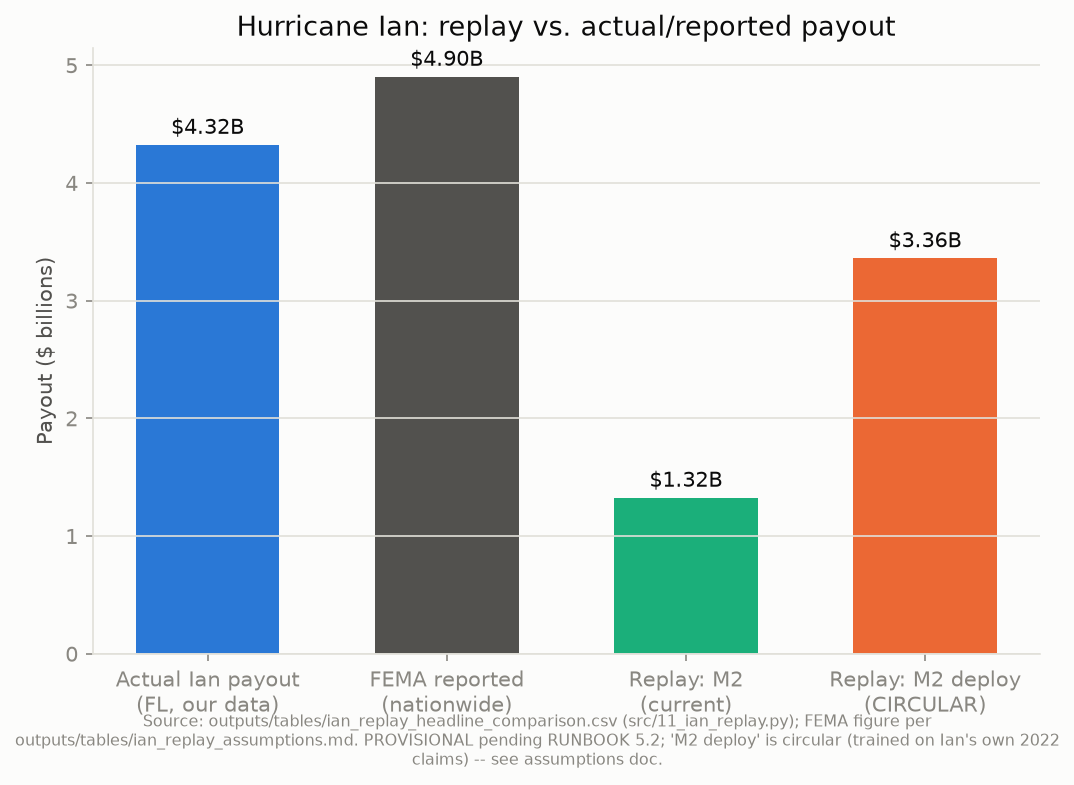 Hurricane Ian: replay vs. actual/reported payout
Payout ($ billions)
5
4
3
2
1
0
$4.32B
$4.90B
$1.32B
$3.36B
Actual Ian payout
(FL, our data)
FEMA reported
(nationwide)
Replay: M2
(current)
Replay: M2 deploy
(CIRCULAR)
Source: outputs/tables/ian_replay_headline_comparison.csv (src/11_ian_replay.py); FEMA figure per
outputs/tables/ian_replay_assumptions.md. PROVISIONAL pending RUNBOOK 5.2; 'M2 deploy' is circular (trained on Ian's own 2022
claims) -- see assumptions doc.